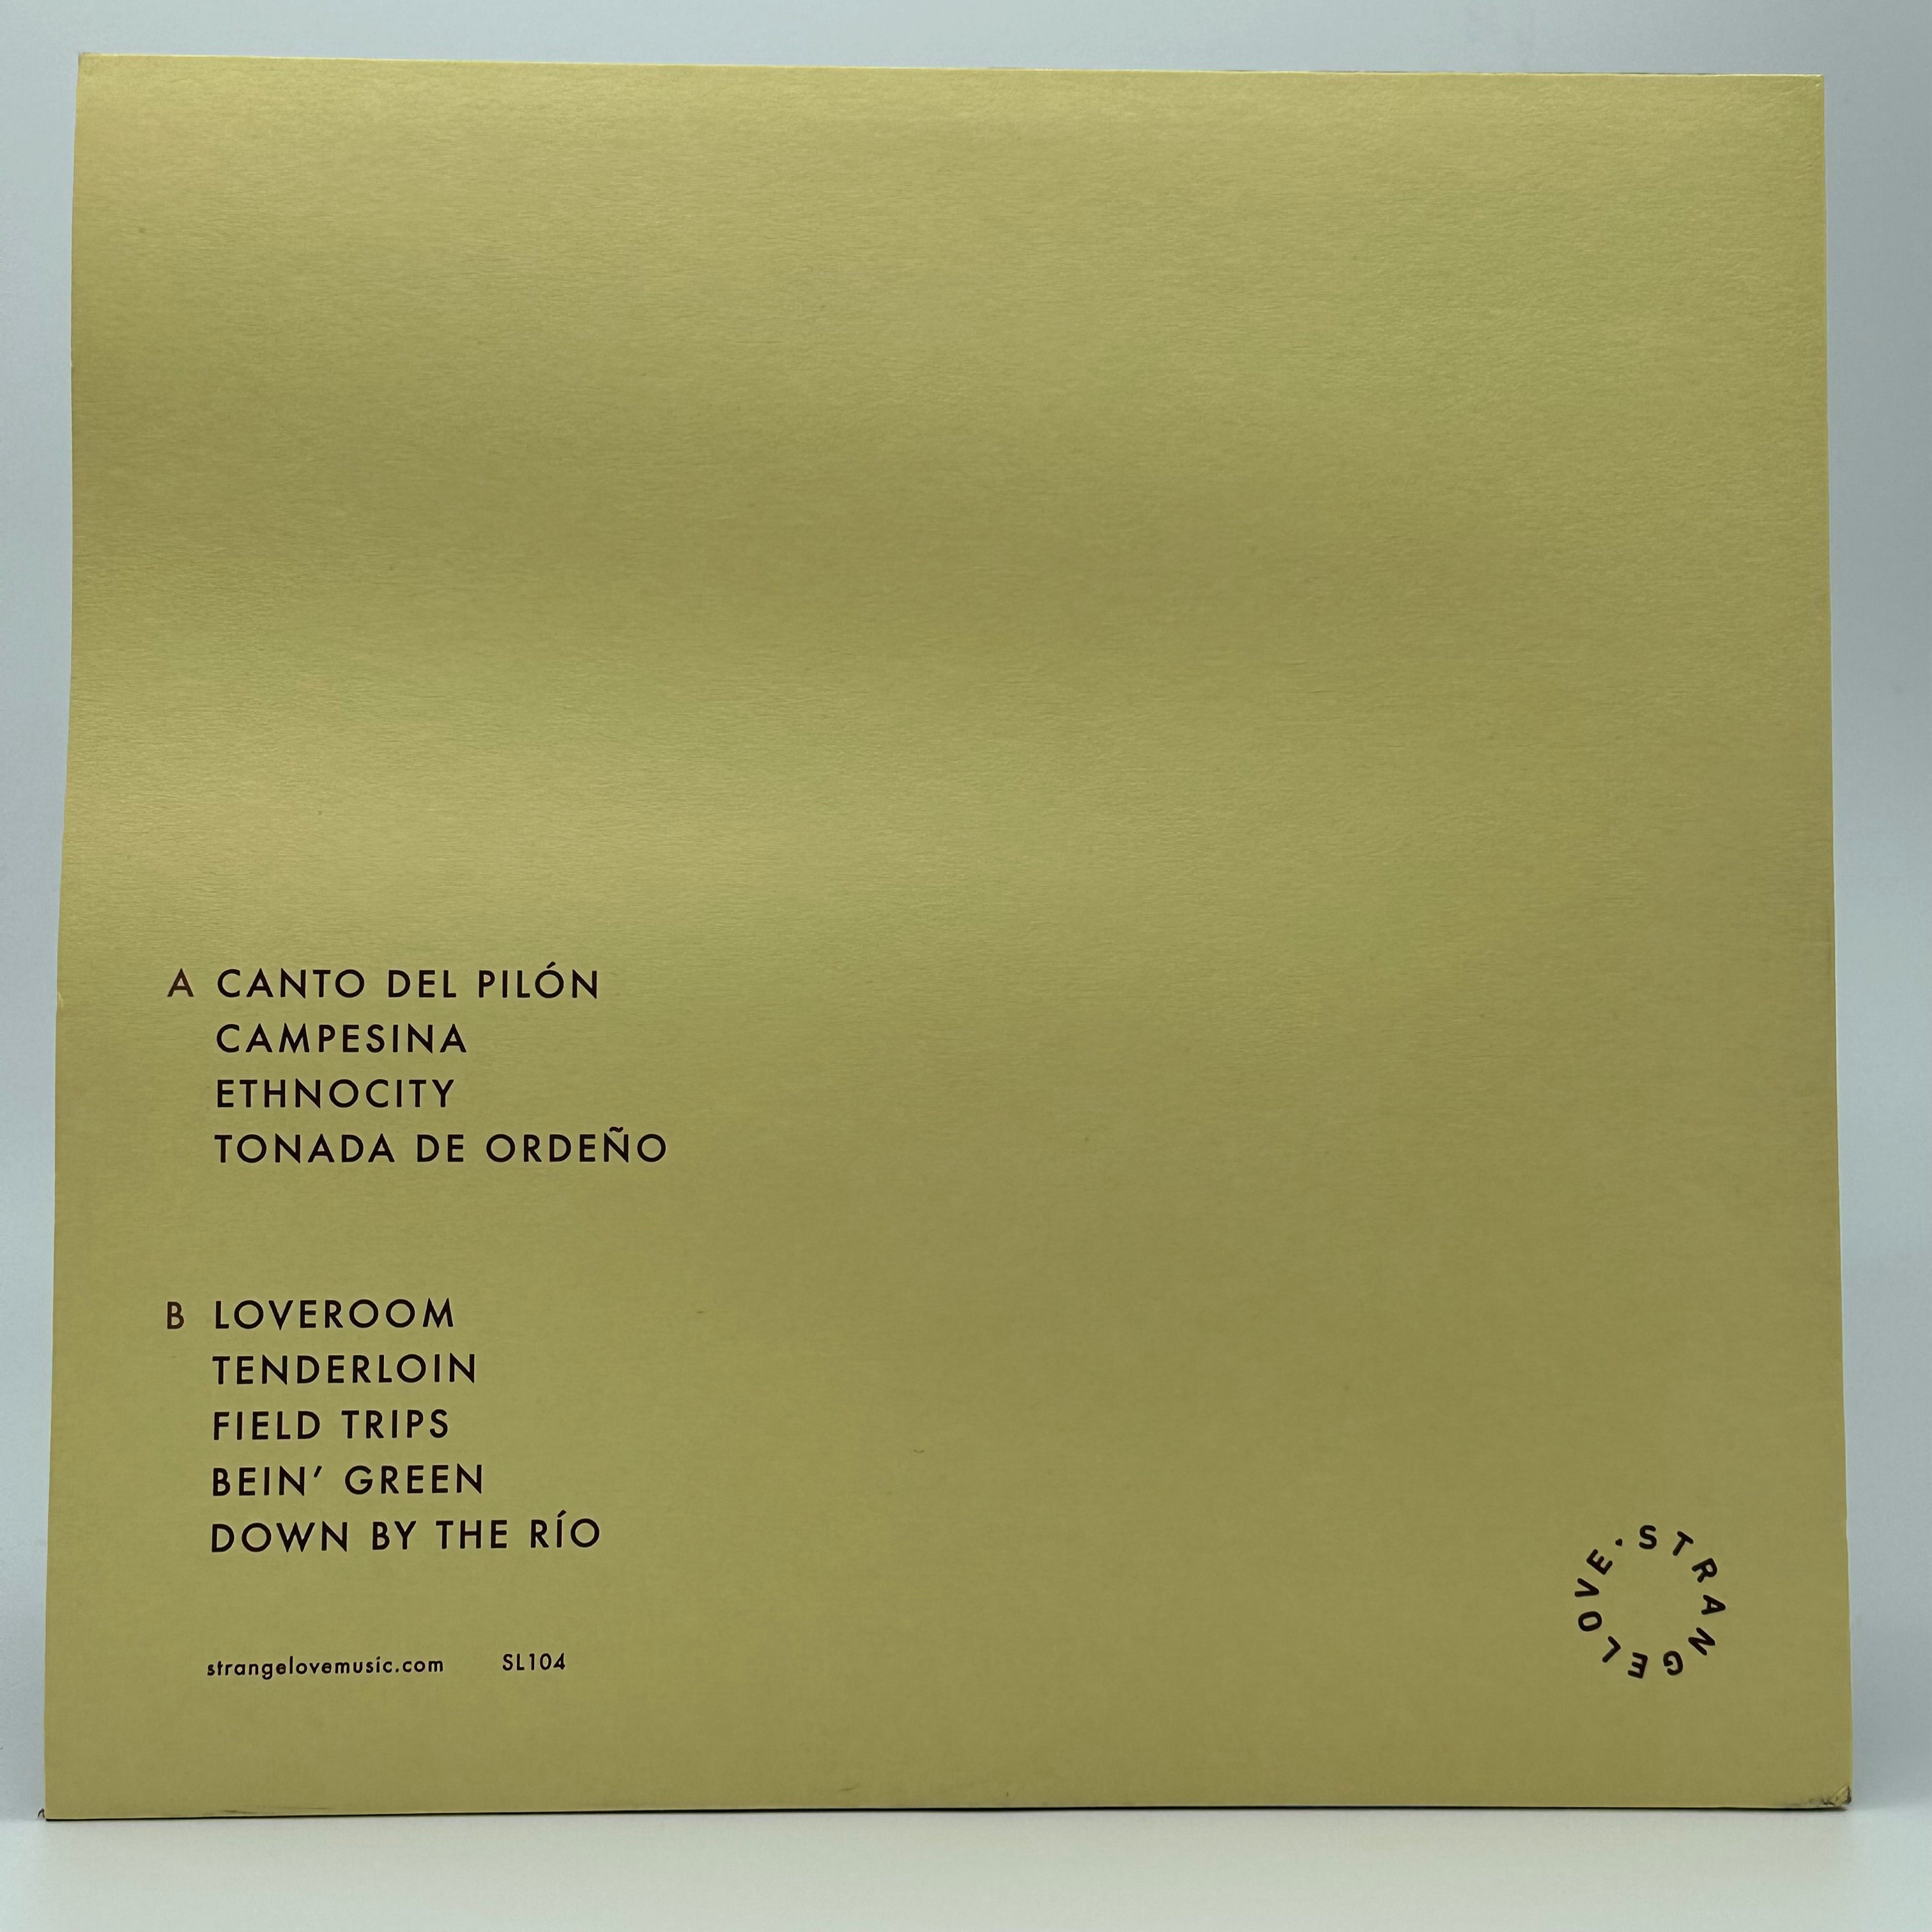 A CANTO DEL PILÓN
CAMPESINA
ETHNOCITY
TONADA DE ORDEÑO
B LOVEROOM
TENDERLOIN
FIELD TRIPS
BEIN’ GREEN
DOWN BY THE RÍO
strangelovemusic.com SL104
STRANGELOVE·